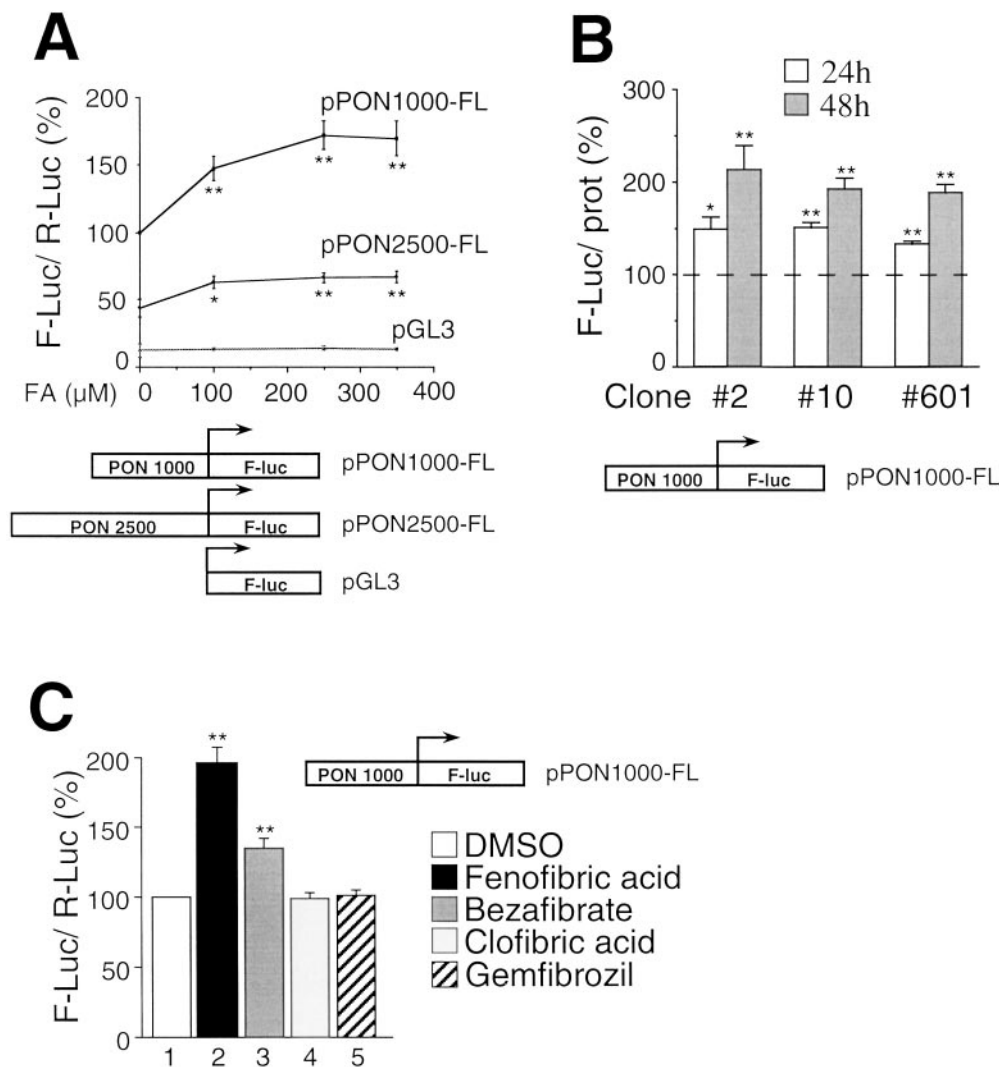 A
F-Luc/ R-Luc (%)
200
150
100
50
0
pPON1000-FL
**
**
**
pPON2500-FL
*
**
**
pGL3
FA (µM)
0
100
200
300
400
PON 1000
F-luc
pPON1000-FL
PON 2500
F-luc
pPON2500-FL
F-luc
pGL3
B
24h
48h
F-Luc/ prot (%)
300
200
100
0
*
**
**
**
**
**
Clone #2 #10 #601
PON 1000
F-luc
pPON1000-FL
C
F-Luc/ R-Luc (%)
200
150
100
50
0
**
**
1 2 3 4 5
PON 1000
F-luc
pPON1000-FL
DMSO
Fenofibric acid
Bezafibrate
Clofibric acid
Gemfibrozil